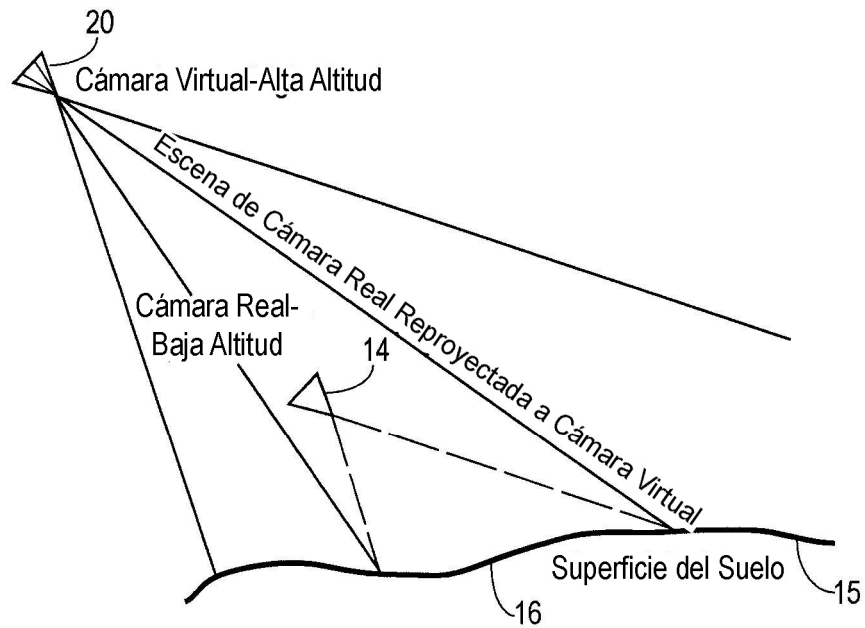 20
Cámara Virtual-Alta Altitud
Escena de Cámara Real Reproyectada a Cámara Virtual
Cámara Real-
Baja Altitud
14
Superficie del Suelo
16
15